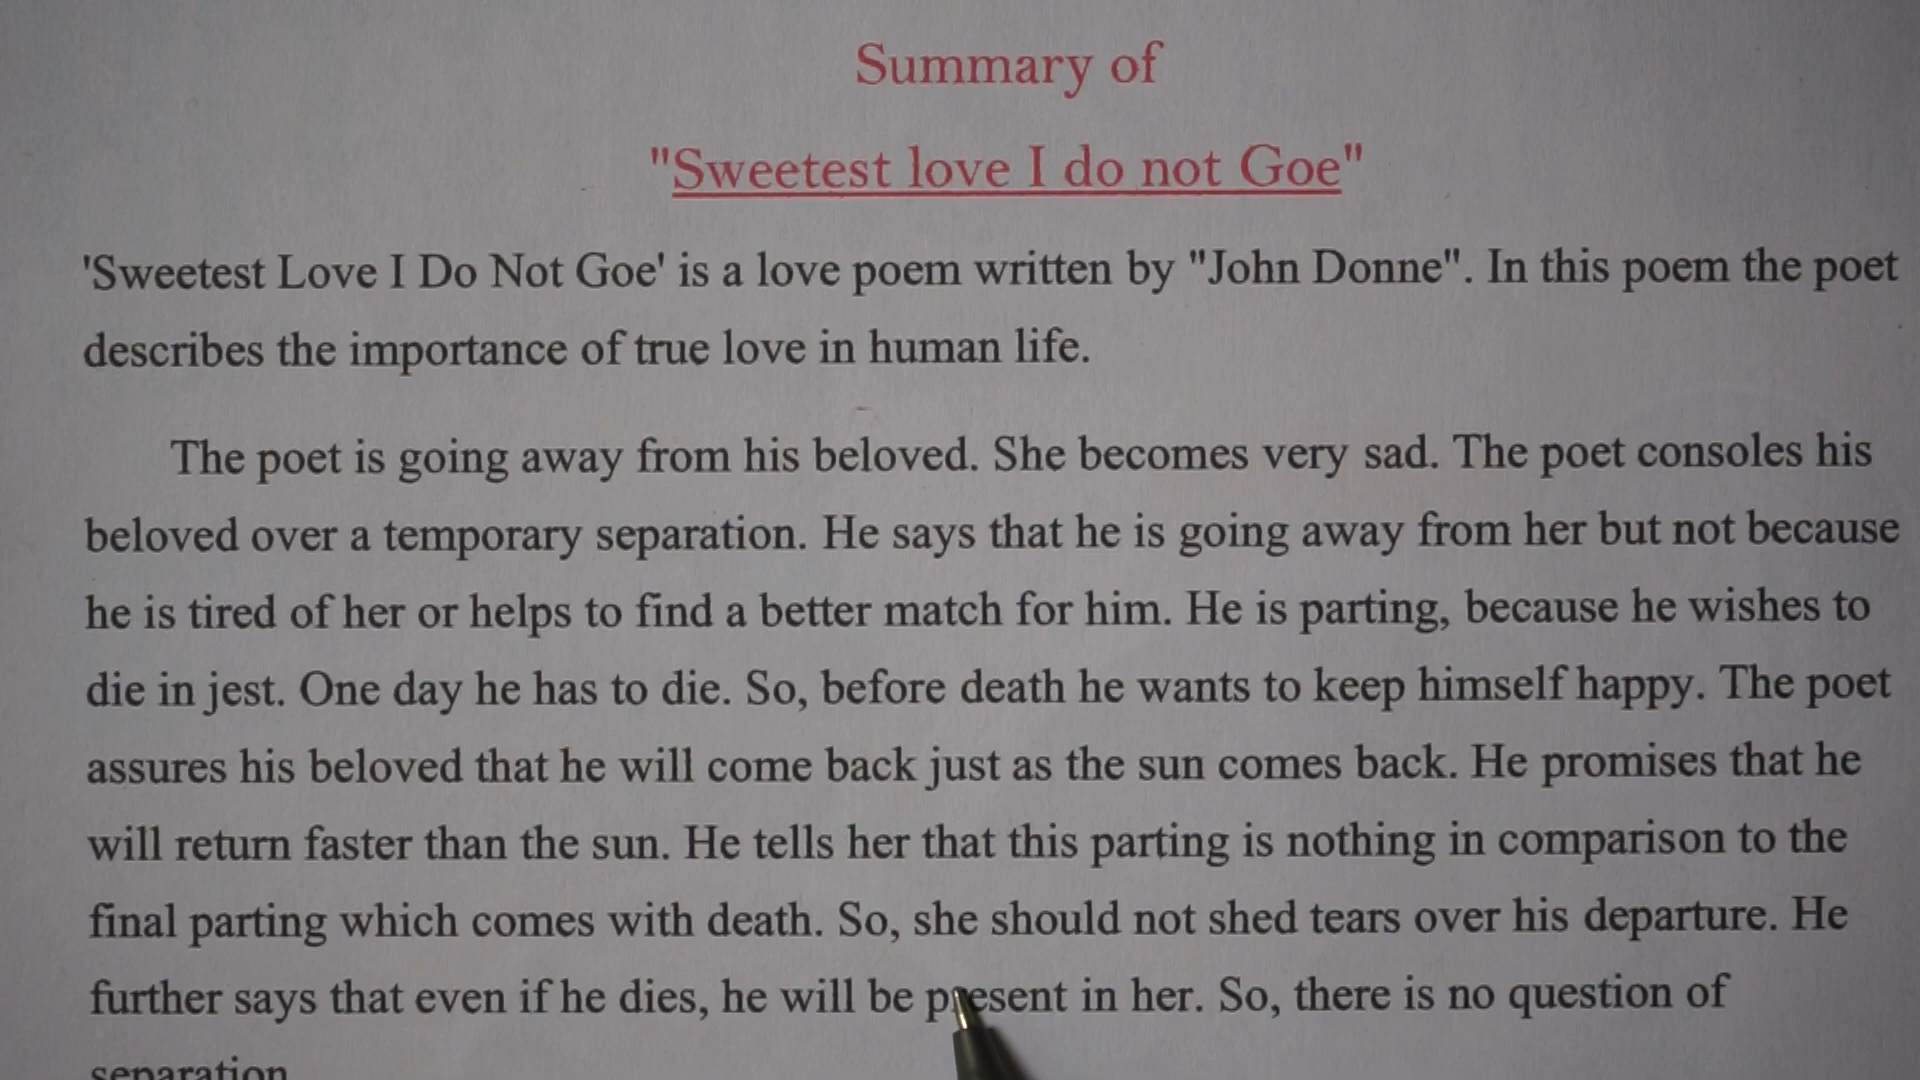 Summary of
"Sweetest love I do not Goe"
'Sweetest Love I Do Not Goe' is a love poem written by "John Donne". In this poem the poet
describes the importance of true love in human life.
The poet is going away from his beloved. She becomes very sad. The poet consoles his
beloved over a temporary separation. He says that he is going away from her but not because
he is tired of her or helps to find a better match for him. He is parting, because he wishes to
die in jest. One day he has to die. So, before death he wants to keep himself happy. The poet
assures his beloved that he will come back just as the sun comes back. He promises that he
will return faster than the sun. He tells her that this parting is nothing in comparison to the
final parting which comes with death. So, she should not shed tears over his departure. He
further says that even if he dies, he will be present in her. So, there is no question of
separation